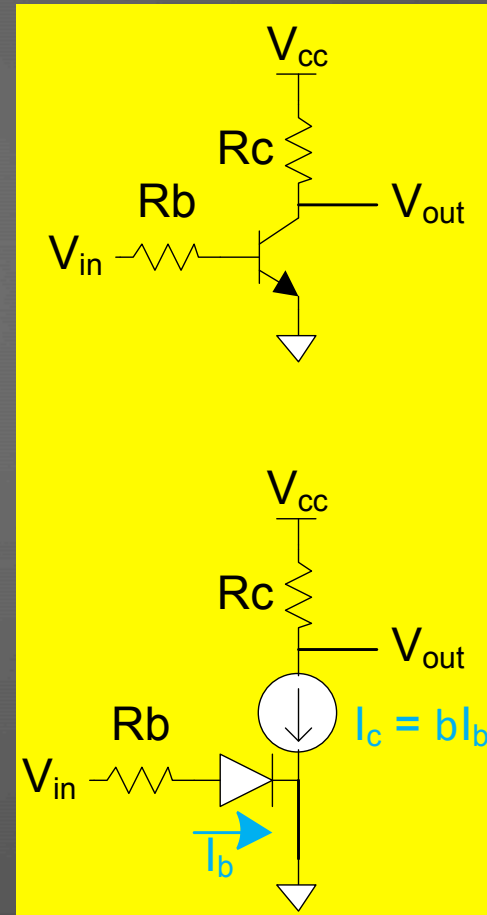 Vcc
Rc
Rb
Vout
Vin
Vcc
Rc
Vout
Rb
Ic = bIb
Vin
Ib